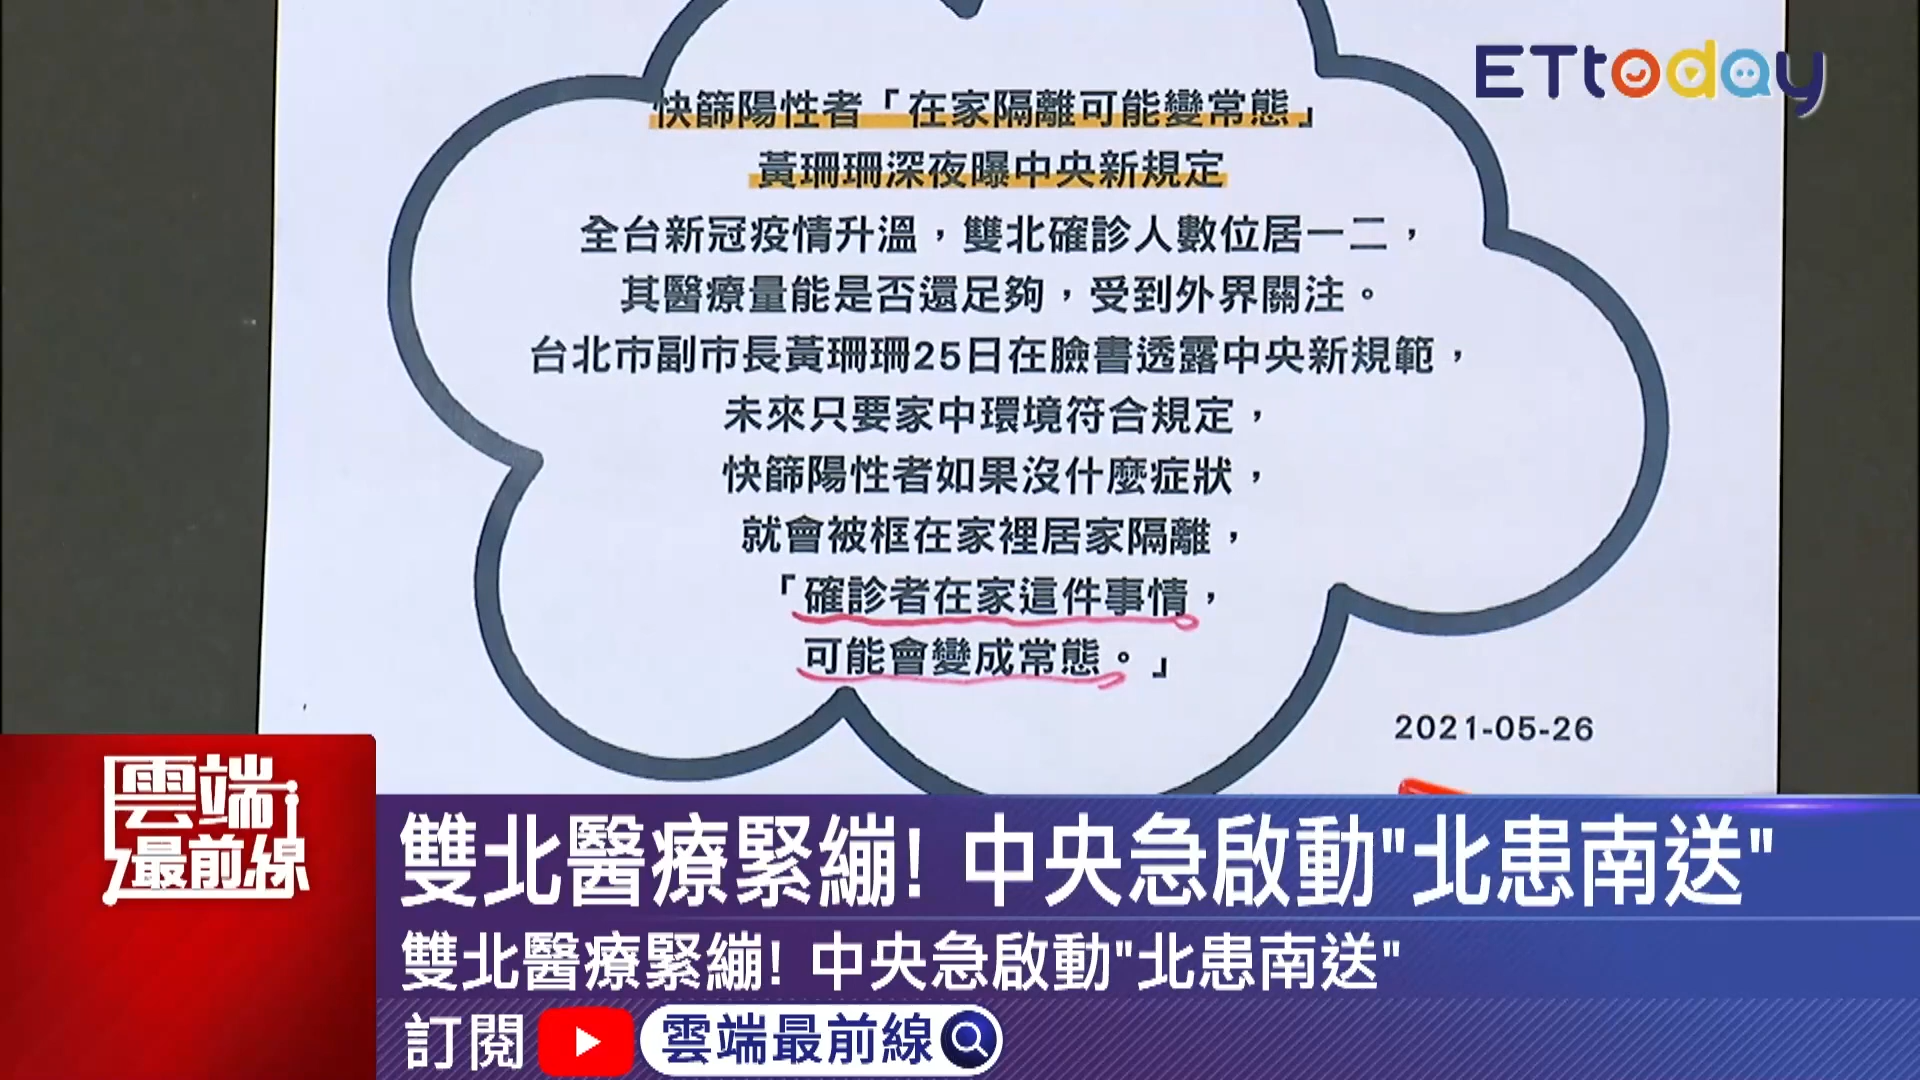 ETtoday
快篩陽性者「在家隔離可能變常態」
黃珊珊深夜曝中央新規定
全台新冠疫情升溫，雙北確診人數位居一二，
其醫療量能是否還足夠，受到外界關注。
台北市副市長黃珊珊25日在臉書透露中央新規範，
未來只要家中環境符合規定，
快篩陽性者如果沒什麼症狀，
就會被框在家裡居家隔離，
「確診者在家這件事情，
可能會變成常態。」
2021-05-26
雲端
最前線
雙北醫療緊繃! 中央急啟動"北患南送"
雙北醫療緊繃! 中央急啟動"北患南送"
訂閱 雲端最前線